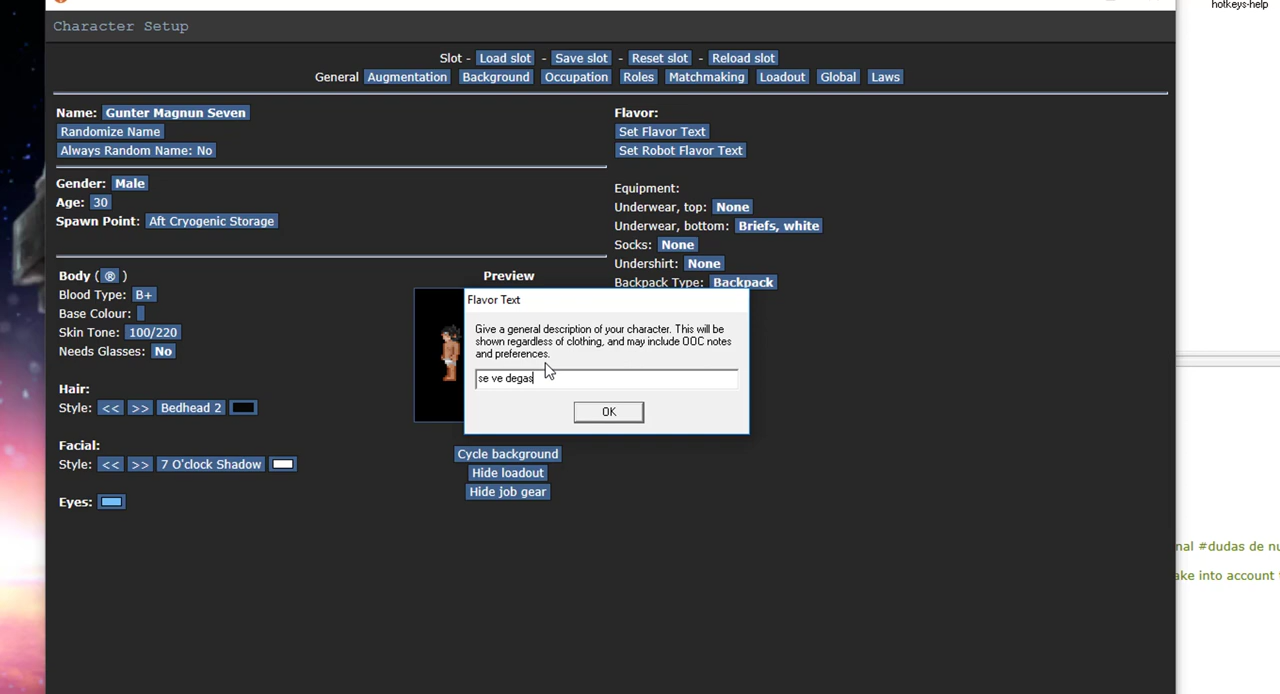 hotkeys-help
Character Setup
Slot - Load slot - Save slot - Reset slot - Reload slot
General Augmentation Background Occupation Roles Matchmaking Loadout Global Laws
Name: Gunter Magnun Seven
Randomize Name
Always Random Name: No
Gender: Male
Age: 30
Spawn Point: Aft Cryogenic Storage
Flavor:
Set Flavor Text
Set Robot Flavor Text
Equipment:
Underwear, top: None
Underwear, bottom: Briefs, white
Socks: None
Undershirt: None
Backpack Type: Backpack
Body ( ® )
Blood Type: B+
Base Colour:
Skin Tone: 100/220
Needs Glasses: No
Hair:
Style: << >> Bedhead 2
Facial:
Style: << >> 7 O'clock Shadow
Eyes:
Preview
Flavor Text
Give a general description of your character. This will be
shown regardless of clothing, and may include OOC notes
and preferences.
se ve degas
OK
Cycle background
Hide loadout
Hide job gear
#dudas de
into account